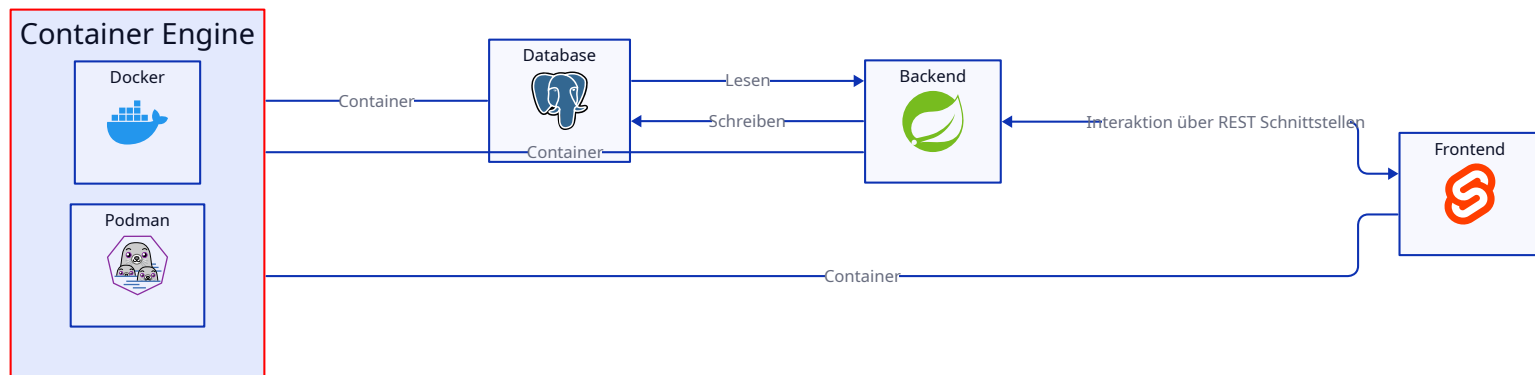 Container Engine
Docker
Podman
Container
Database
Lesen
Schreiben
Container
Backend
Interaktion über REST Schnittstellen
Frontend
Container